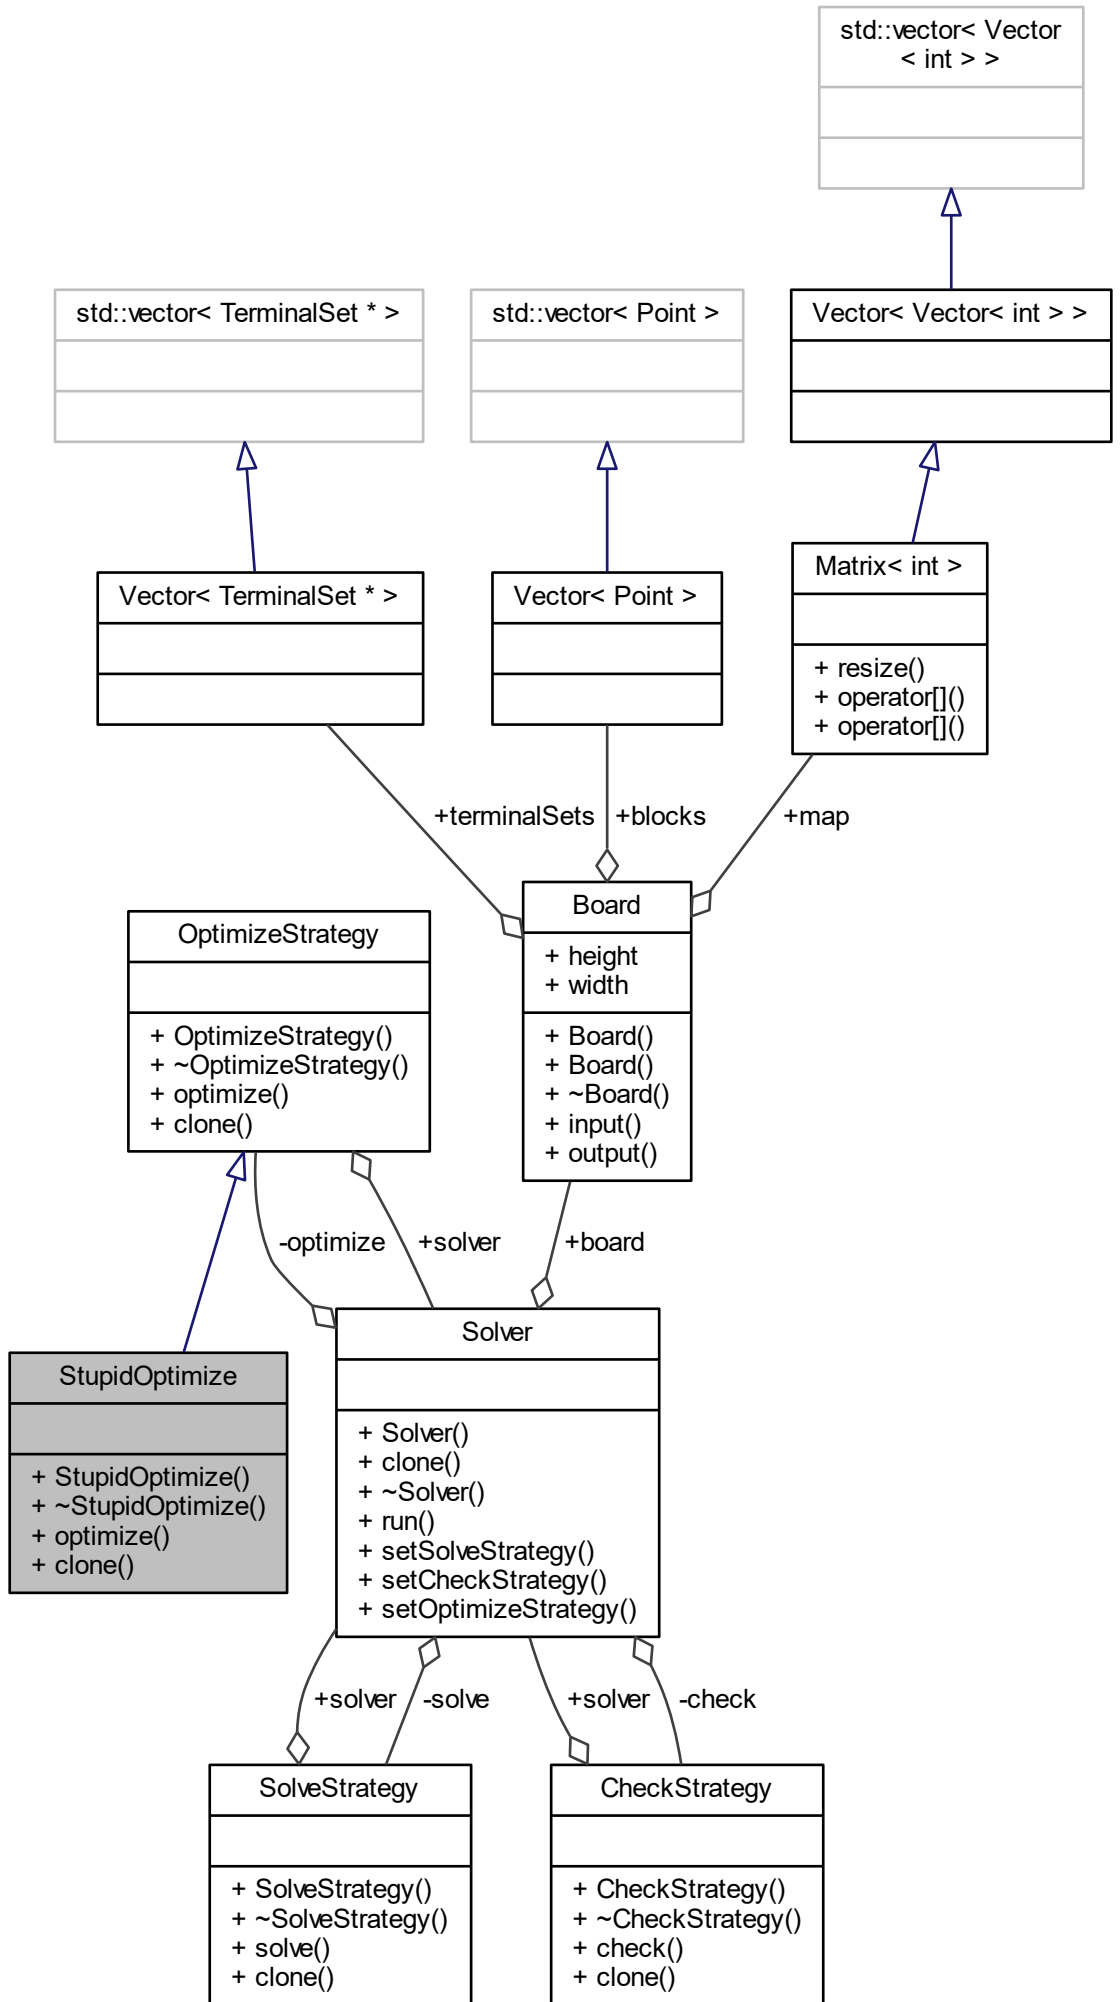 std::vector< Vector
< int > >
std::vector< TerminalSet * >
std::vector< Point >
Vector< Vector< int > >
Vector< TerminalSet * >
Vector< Point >
Matrix< int >
+ resize()
+ operator[]()
+ operator[]()
+terminalSets
+blocks
+map
Board
+ height
+ width
+ Board()
+ Board()
+ ~Board()
+ input()
+ output()
OptimizeStrategy
+ OptimizeStrategy()
+ ~OptimizeStrategy()
+ optimize()
+ clone()
-optimize
+solver
+board
Solver
+ Solver()
+ clone()
+ ~Solver()
+ run()
+ setSolveStrategy()
+ setCheckStrategy()
+ setOptimizeStrategy()
StupidOptimize
+ StupidOptimize()
+ ~StupidOptimize()
+ optimize()
+ clone()
+solver
-solve
+solver
-check
SolveStrategy
+ SolveStrategy()
+ ~SolveStrategy()
+ solve()
+ clone()
CheckStrategy
+ CheckStrategy()
+ ~CheckStrategy()
+ check()
+ clone()